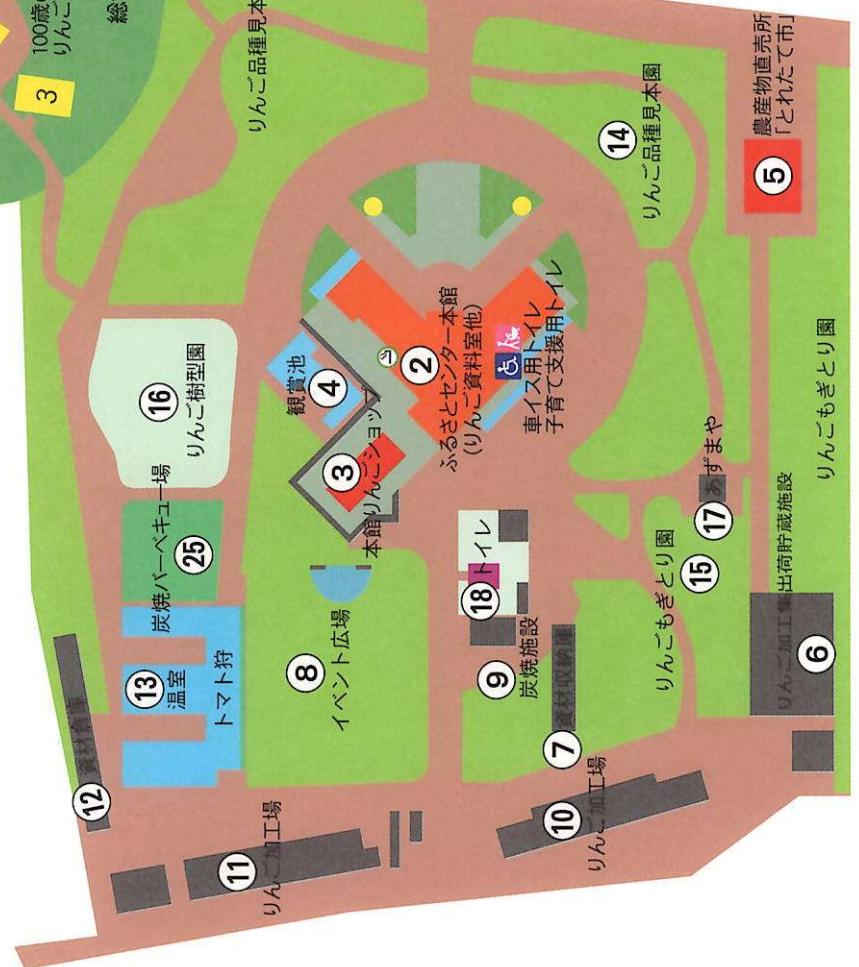 3
100歳の
りんご
総
りんご品種見本
⑯
りんご樹型園
炭焼バーベキュー場
㉕
⑬
温室
トマト狩
資材倉庫
⑫
⑪
りんご加工場
観賞池
④
③
本館りんごショップ
②
ふるさとセンター本館
(りんご資料室他)
車イス用トイレ
子育て支援用トイレ
⑧
イベント広場
⑱
トイレ
⑨
炭焼施設
⑦
資材収納庫
⑩
りんご加工場
⑭
りんご品種見本園
⑤
農産物直売所
「とれたて市」
りんごもぎとり園
⑰
あずまや
⑮
りんごもぎとり園
りんご加工集出荷貯蔵施設
⑥